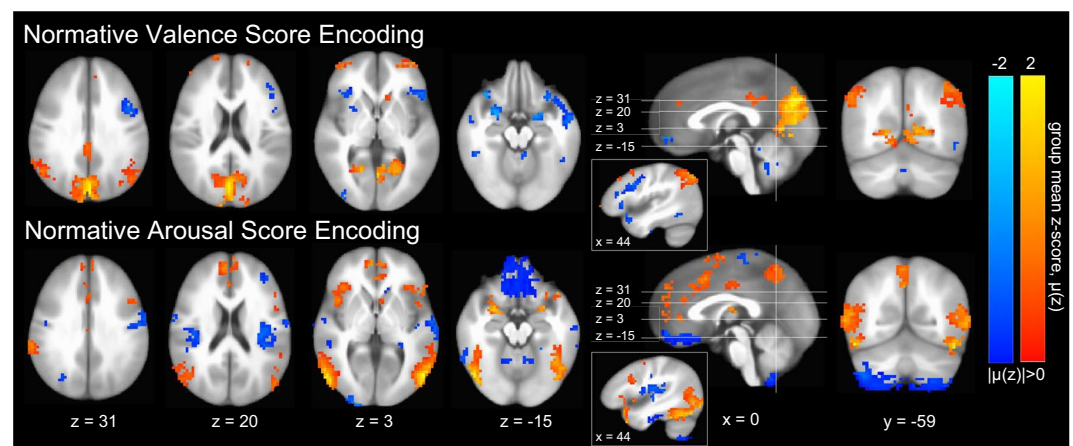 Normative Valence Score Encoding
z = 31
z = 20
z = 3
z = -15
x = 44
Normative Arousal Score Encoding
z = 31
z = 20
z = 3
z = -15
x = 44
z = 31
z = 20
z = 3
z = -15
x = 0
y = -59
-2 2
group mean z-score, μ(z)
|μ(z)|>0